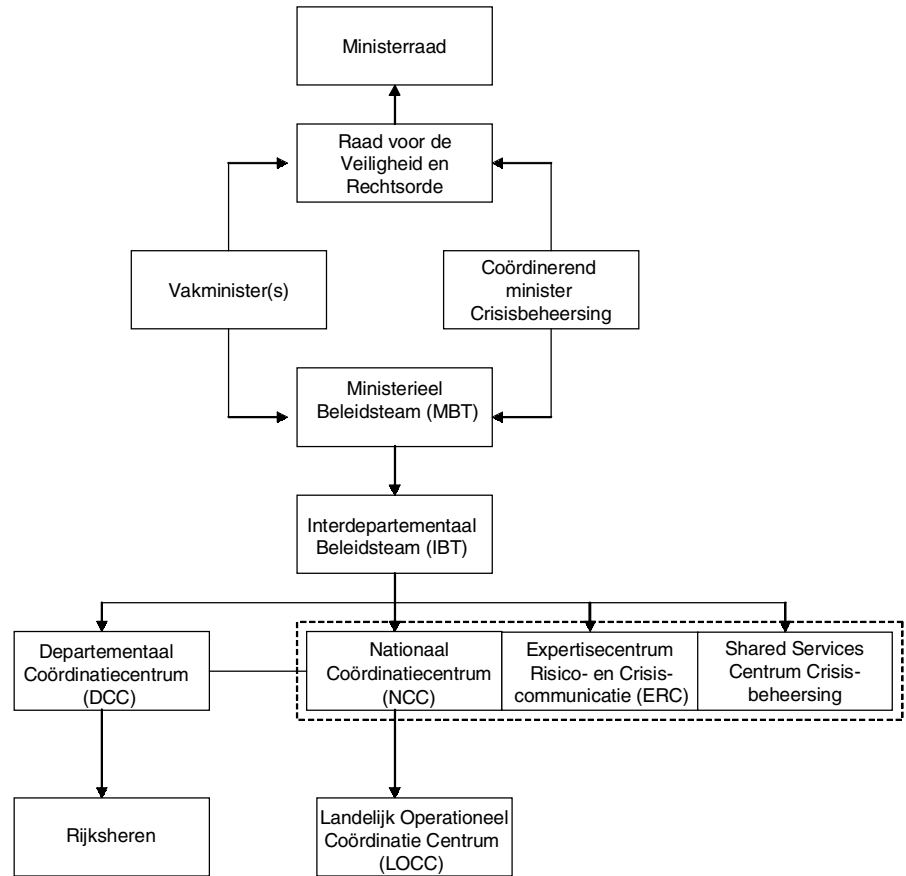 Ministerraad
Raad voor de
Veiligheid en
Rechtsorde
Vakminister(s)
Coördinerend
minister
Crisisbeheersing
Ministerieel
Beleidsteam (MBT)
Interdepartementaal
Beleidsteam (IBT)
Departementaal
Coördinatiecentrum
(DCC)
Nationaal
Coördinatiecentrum
(NCC)
Expertisecentrum
Risico- en Crisis-
communicatie (ERC)
Shared Services
Centrum Crisis-
beheersing
Rijksheren
Landelijk Operationeel
Coördinatie Centrum
(LOCC)